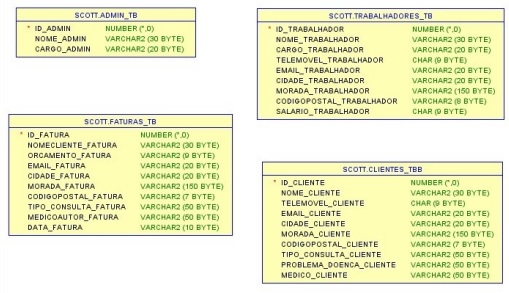 SCOTT.ADMIN_TB
* ID_ADMIN NUMBER (*,0)
NOME_ADMIN VARCHAR2 (30 BYTE)
CARGO_ADMIN VARCHAR2 (20 BYTE)
SCOTT.TRABALHADORES_TB
* ID_TRABALHADOR NUMBER (*,0)
NOME_TRABALHADOR VARCHAR2 (30 BYTE)
CARGO_TRABALHADOR VARCHAR2 (20 BYTE)
TELEMOVEL_TRABALHADOR CHAR (9 BYTE)
EMAIL_TRABALHADOR VARCHAR2 (20 BYTE)
CIDADE_TRABALHADOR VARCHAR2 (20 BYTE)
MORADA_TRABALHADOR VARCHAR2 (150 BYTE)
CODIGOPOSTAL_TRABALHADOR VARCHAR2 (8 BYTE)
SALARIO_TRABALHADOR CHAR (9 BYTE)
SCOTT.FATURAS_TB
* ID_FATURA NUMBER (*,0)
NOMECLIENTE_FATURA VARCHAR2 (30 BYTE)
ORCAMENTO_FATURA VARCHAR2 (9 BYTE)
EMAIL_FATURA VARCHAR2 (20 BYTE)
CIDADE_FATURA VARCHAR2 (20 BYTE)
MORADA_FATURA VARCHAR2 (150 BYTE)
CODIGOPOSTAL_FATURA VARCHAR2 (7 BYTE)
TIPO_CONSULTA_FATURA VARCHAR2 (50 BYTE)
MEDICOAUTOR_FATURA VARCHAR2 (50 BYTE)
DATA_FATURA VARCHAR2 (10 BYTE)
SCOTT.CLIENTES_TBB
* ID_CLIENTE NUMBER (*,0)
NOME_CLIENTE VARCHAR2 (30 BYTE)
TELEMOVEL_CLIENTE CHAR (9 BYTE)
EMAIL_CLIENTE VARCHAR2 (20 BYTE)
CIDADE_CLIENTE VARCHAR2 (20 BYTE)
MORADA_CLIENTE VARCHAR2 (150 BYTE)
CODIGOPOSTAL_CLIENTE VARCHAR2 (7 BYTE)
TIPO_CONSULTA_CLIENTE VARCHAR2 (50 BYTE)
PROBLEMA_DOENCA_CLIENTE VARCHAR2 (50 BYTE)
MEDICO_CLIENTE VARCHAR2 (50 BYTE)